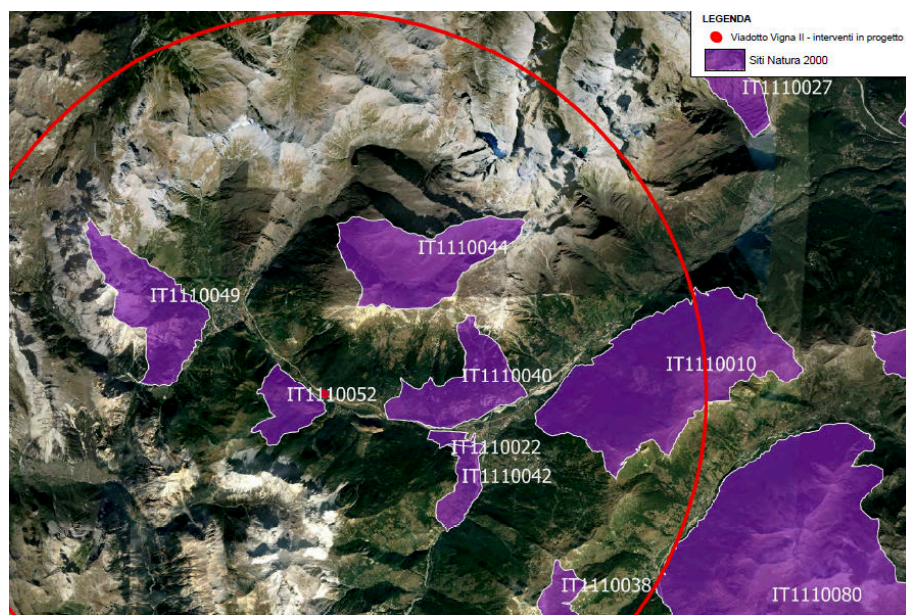 LEGENDA
Viadotto Vigna II - interventi in progetto
Siti Natura 2000
IT1110027
IT1110044
IT1110049
IT1110010
IT1110040
IT1110052
IT1110022
IT1110042
IT1110038
IT1110080